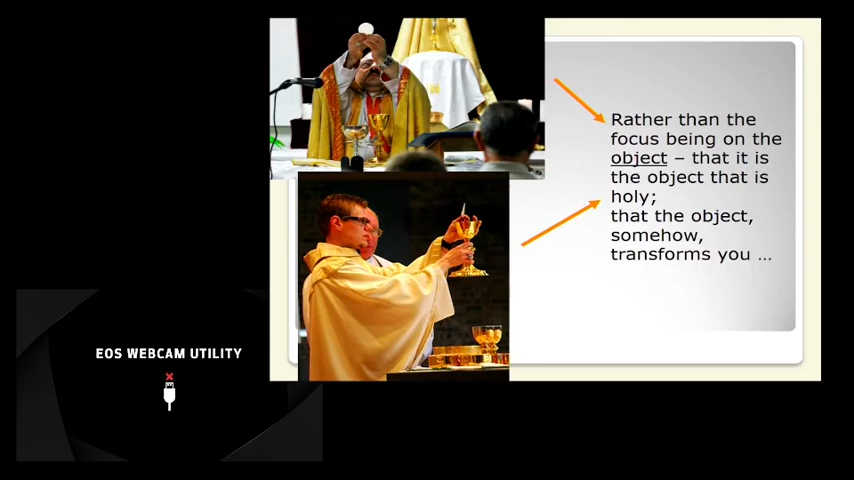 Rather than the
focus being on the
object – that it is
the object that is
holy;
that the object,
somehow,
transforms you ...
EOS WEBCAM UTILITY